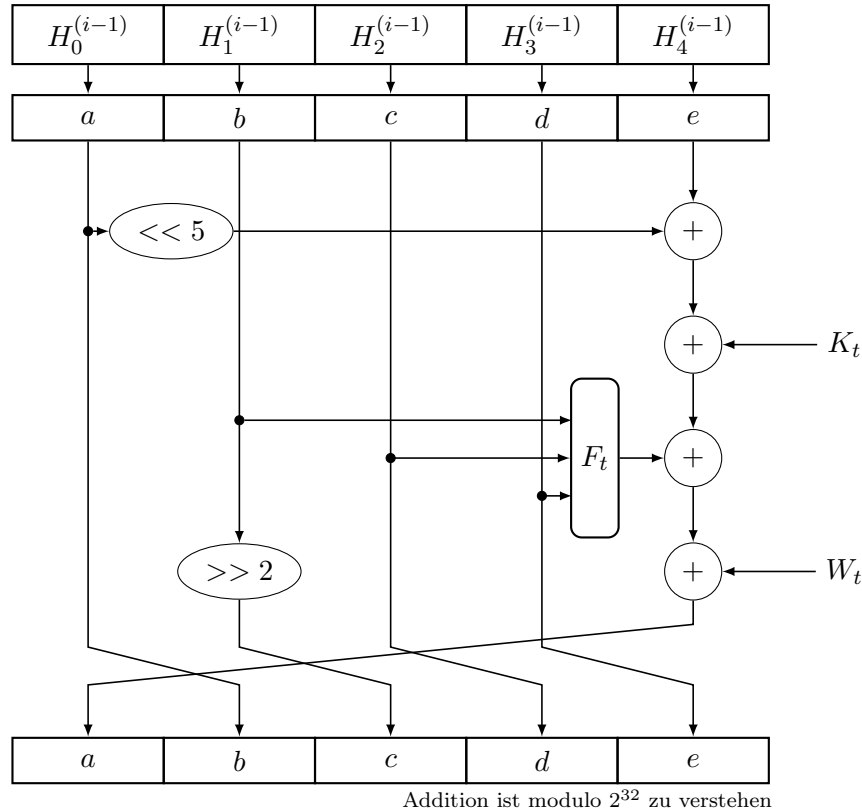 H_0^{(i−1)} H_1^{(i−1)} H_2^{(i−1)} H_3^{(i−1)} H_4^{(i−1)}
a b c d e
<< 5 +
+ K_t
F_t +
>> 2 + W_t
a b c d e
Addition ist modulo 2^{32} zu verstehen